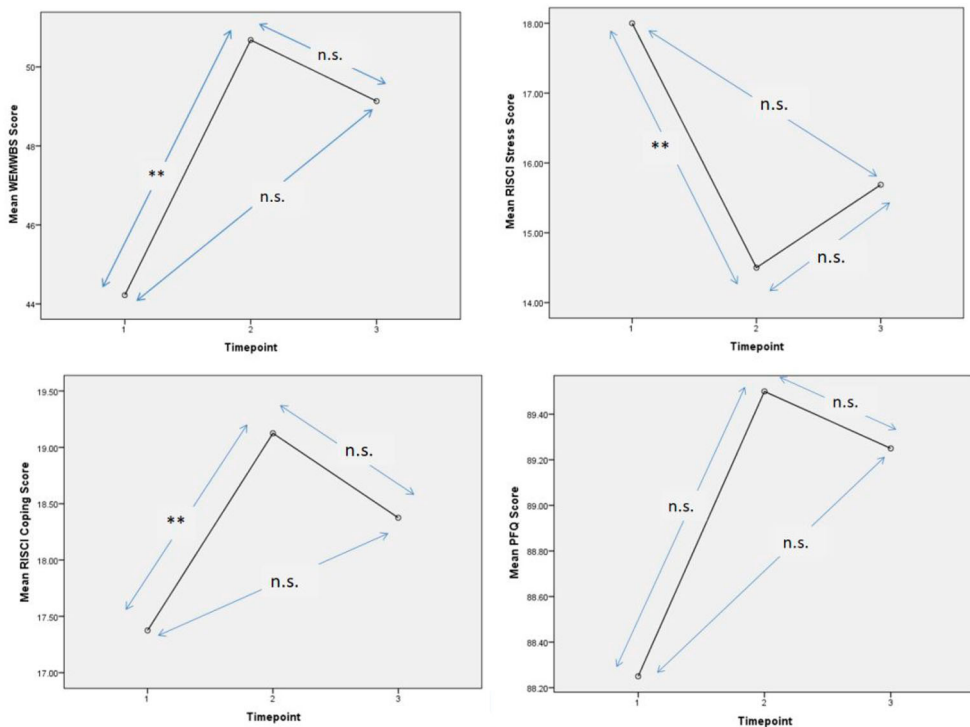 Mean WEMWBS Score
50
48
46
44
n.s.
**
n.s.
1
2
3
Timepoint
Mean RISCI Stress Score
18.00
17.00
16.00
15.00
14.00
n.s.
**
n.s.
1
2
3
Timepoint
Mean RISCI Coping Score
19.50
19.00
18.50
18.00
17.50
17.00
n.s.
**
n.s.
1
2
3
Timepoint
Mean PFQ Score
89.40
89.20
89.00
88.80
88.60
88.40
88.20
n.s.
n.s.
n.s.
1
2
3
Timepoint